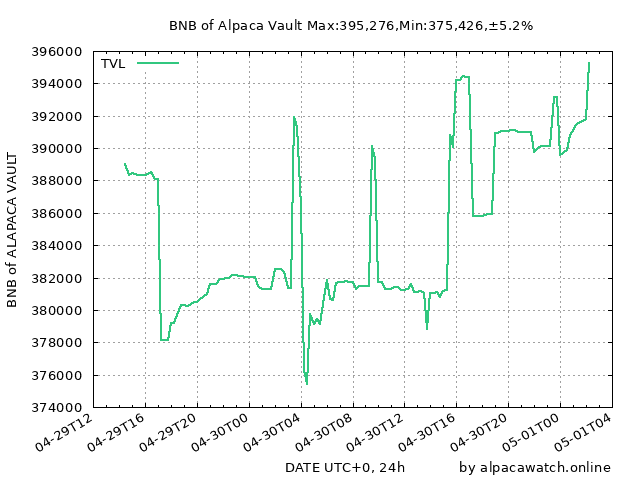 BNB of Alpaca Vault Max:395,276,Min:375,426,±5.2%
TVL
BNB of ALAPACA VAULT
396000
394000
392000
390000
388000
386000
384000
382000
380000
378000
376000
374000
04-29T12
04-29T16
04-29T20
04-30T00
04-30T04
04-30T08
04-30T12
04-30T16
04-30T20
05-01T00
05-01T04
DATE UTC+0, 24h
by alpacawatch.online